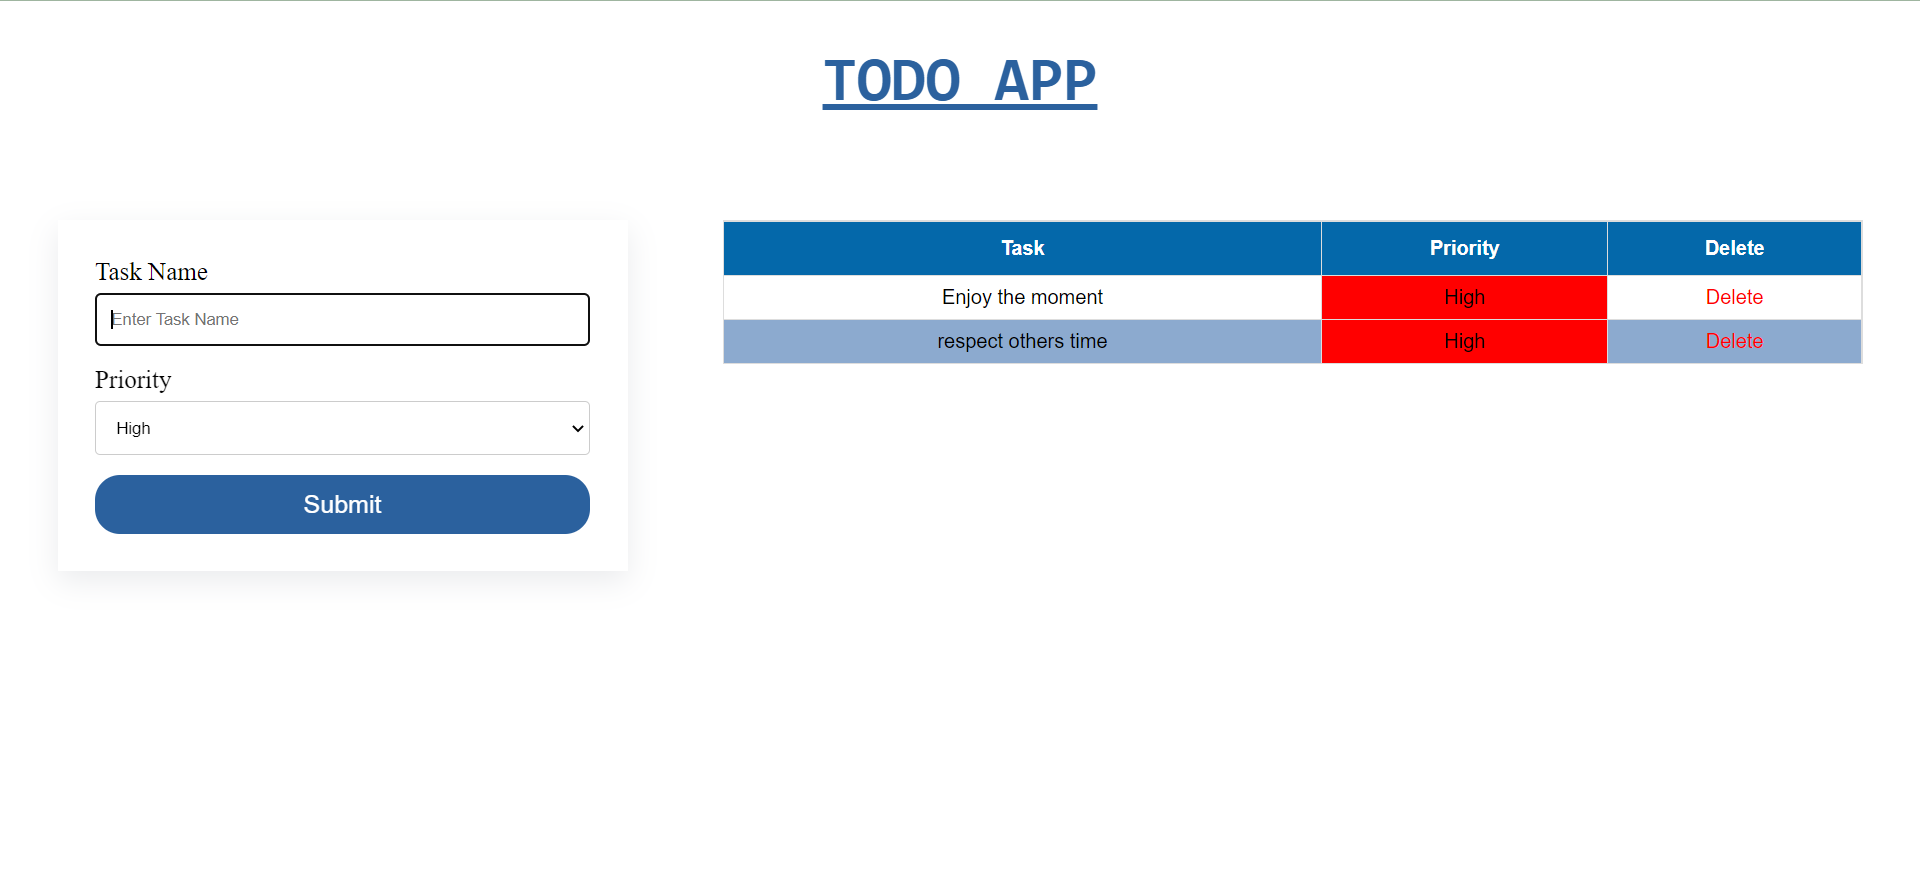 TODO APP
Task Name
Enter Task Name
Priority
High
Submit
Task Priority Delete
Enjoy the moment High Delete
respect others time High Delete